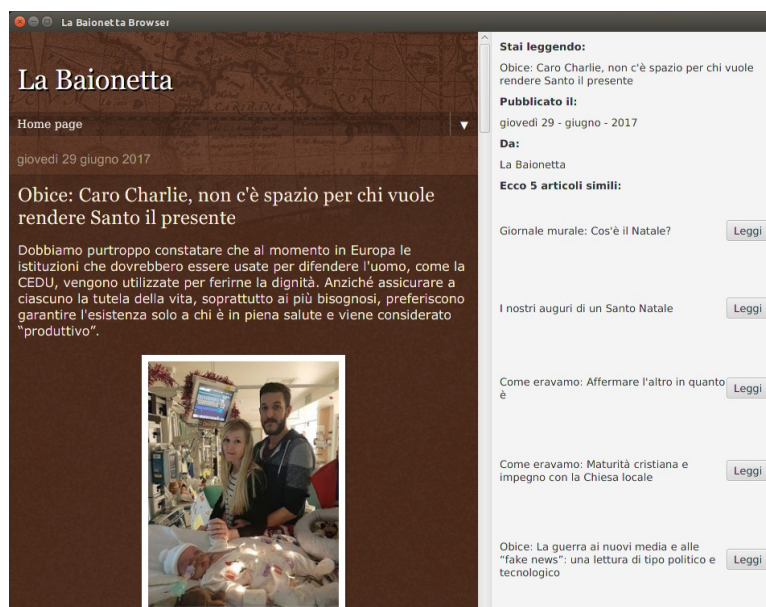 La Baionetta Browser
La Baionetta
Home page
giovedì 29 giugno 2017
Obice: Caro Charlie, non c'è spazio per chi vuole
rendere Santo il presente
Dobbiamo purtroppo constatare che al momento in Europa le
istituzioni che dovrebbero essere usate per difendere l'uomo, come la
CEDU, vengono utilizzate per ferirne la dignità. Anziché assicurare a
ciascuno la tutela della vita, soprattutto ai più bisognosi, preferiscono
garantire l'esistenza solo a chi è in piena salute e viene considerato
“produttivo”.
Stai leggendo:
Obice: Caro Charlie, non c'è spazio per chi vuole
rendere Santo il presente
Pubblicato il:
giovedì 29 - giugno - 2017
Da:
La Baionetta
Ecco 5 articoli simili:
Giornale murale: Cos'è il Natale?
Leggi
I nostri auguri di un Santo Natale
Leggi
Come eravamo: Affermare l'altro in quanto
è
Leggi
Come eravamo: Maturità cristiana e
impegno con la Chiesa locale
Leggi
Obice: La guerra ai nuovi media e alle
“fake news”: una lettura di tipo politico e
tecnologico
Leggi